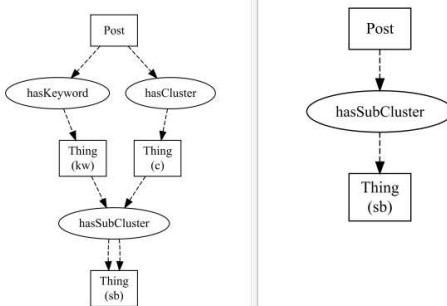 Post
hasKeyword
hasCluster
Thing
(kw)
Thing
(c)
hasSubCluster
Thing
(sb)
Post
hasSubCluster
Thing
(sb)